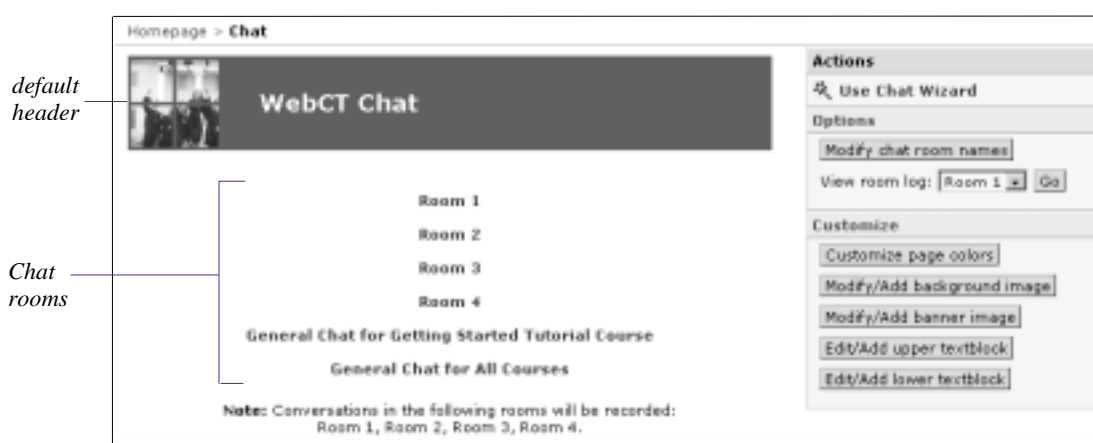 Homepage > Chat
default
header
WebCT Chat
Chat
rooms
Room 1
Room 2
Room 3
Room 4
General Chat for Getting Started Tutorial Course
General Chat for All Courses
Note: Conversations in the following rooms will be recorded:
Room 1, Room 2, Room 3, Room 4.
Actions
Use Chat Wizard
Options
Modify chat room names
View room log: Room 1 Go
Customize
Customize page colors
Modify/Add background image
Modify/Add banner image
Edit/Add upper textblock
Edit/Add lower textblock